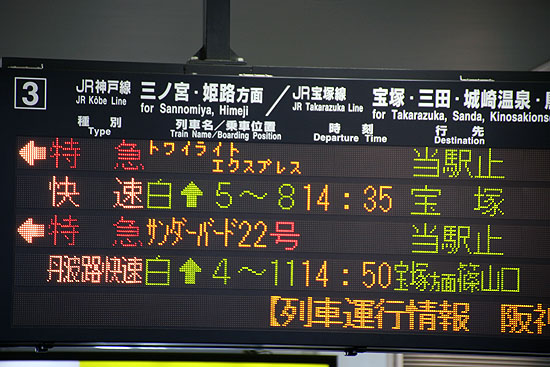 3 JR神戸線 三ノ宮・姫路方面 / JR宝塚線 宝塚・三田・城崎温泉・
JR Kōbe Line for Sannomiya, Himeji JR Takarazuka Line for Takarazuka, Sanda, Kinosakions
種別 列車名/乗車位置 時刻 行先
Type Train Name/Boarding Position Departure Time Destination
← 特急 トワイライトエクスプレス 当駅止
快速 白 ↑ 5〜8 14:35 宝塚
← 特急 サンダーバード22号 当駅止
丹波路快速 白 ↑ 4〜11 14:50 宝塚方面篠山口
【列車運行情報 阪神